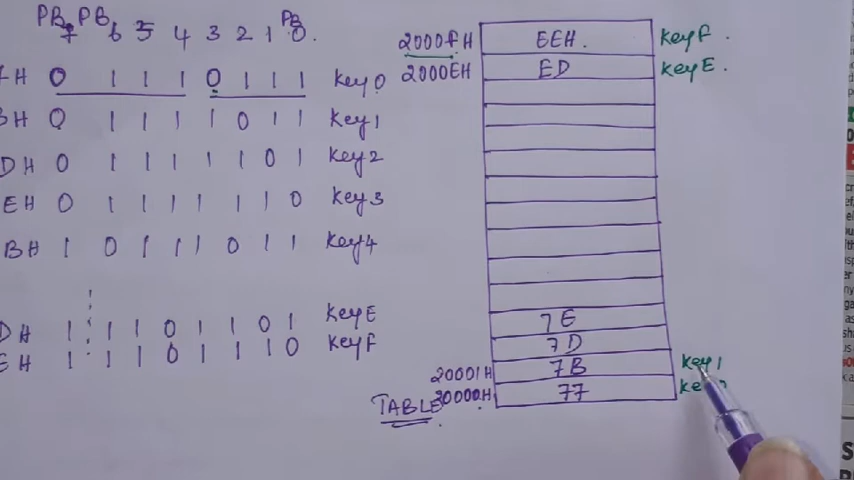 PB7 PB6 5 4 3 2 1 PB0.
7H 0 1 1 1 0 1 1 1 Key0
BH 0 1 1 1 1 0 1 1 Key1
DH 0 1 1 1 1 1 0 1 Key2
EH 0 1 1 1 1 1 1 0 Key3
BH 1 0 1 1 1 0 1 1 Key4
DH 1 1 1 0 1 1 0 1 KeyE
EH 1 1 1 0 1 1 1 0 KeyF
2000FH EEH. KeyF.
2000EH ED KeyE.
7E
7D
20001H 7B Key1
20000H 77
TABLE